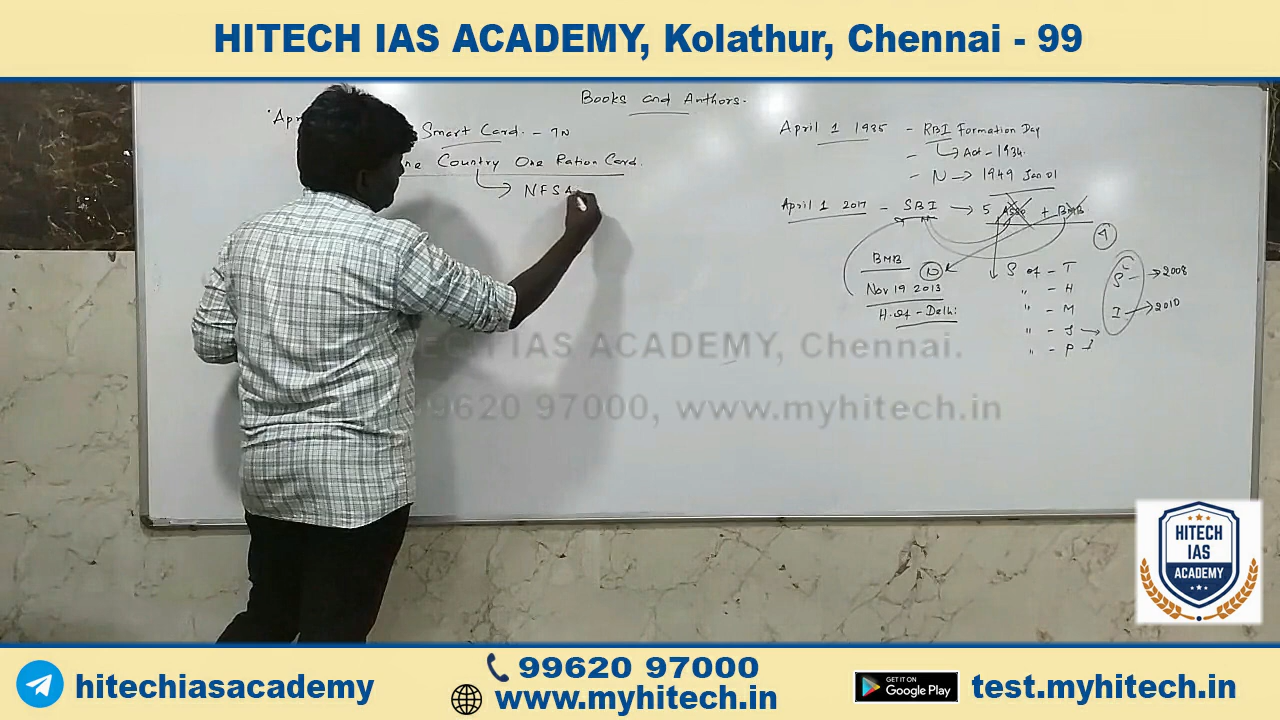 HITECH IAS ACADEMY, Kolathur, Chennai - 99
Books and Authors.
Smart Card - TN
Country One Ration Card.
NFSA
April 1 1935 - RBI Formation Day
- Act - 1934.
- N → 1949 Jan 01
April 1 2017 - SBI → 5 + BMB
BMB N
Nov 19 2013
H. Of - Delhi
S of - T
" - H
" - M
" - J
" - P
S - → 2008
I → 2010
IAS ACADEMY, Chennai.
99620 97000, www.myhitech.in
HITECH
IAS
ACADEMY
hitechiasacademy
99620 97000
www.myhitech.in
GET IT ON
Google Play
test.myhitech.in